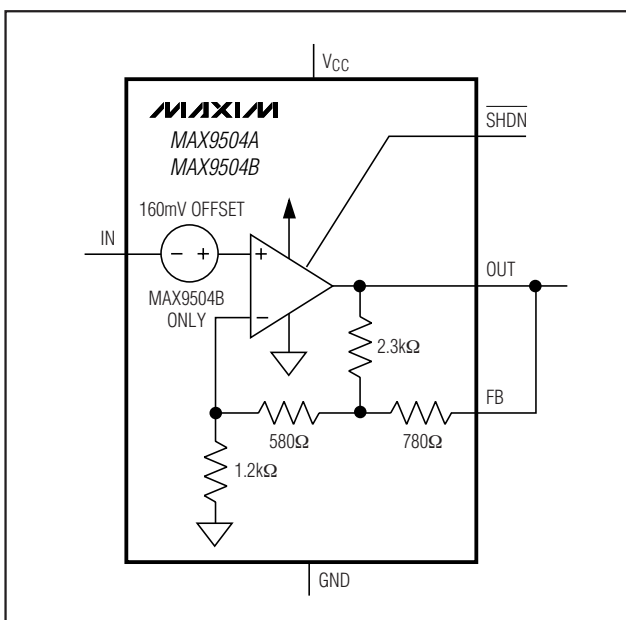 VCC
MAXIM
MAX9504A
MAX9504B
SHDN
160mV OFFSET
IN
− +
+
OUT
MAX9504B
ONLY
−
2.3kΩ
FB
580Ω
780Ω
1.2kΩ
GND